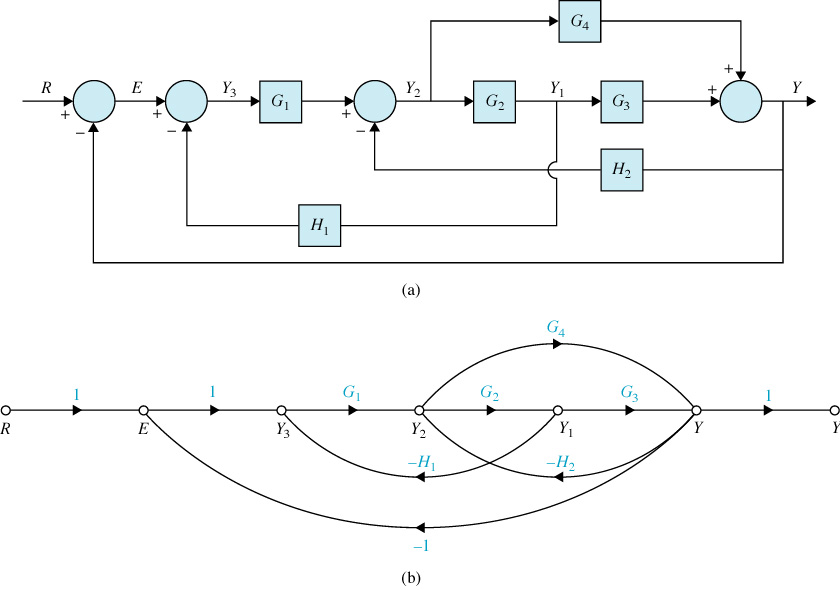 G4
R E Y3 G1 Y2 G2 Y1 G3 Y
+ − + − + − + +
H2
H1
(a)
G4
1 1 G1 G2 G3 1
R E Y3 Y2 Y1 Y Y
–H1 –H2
–1
(b)